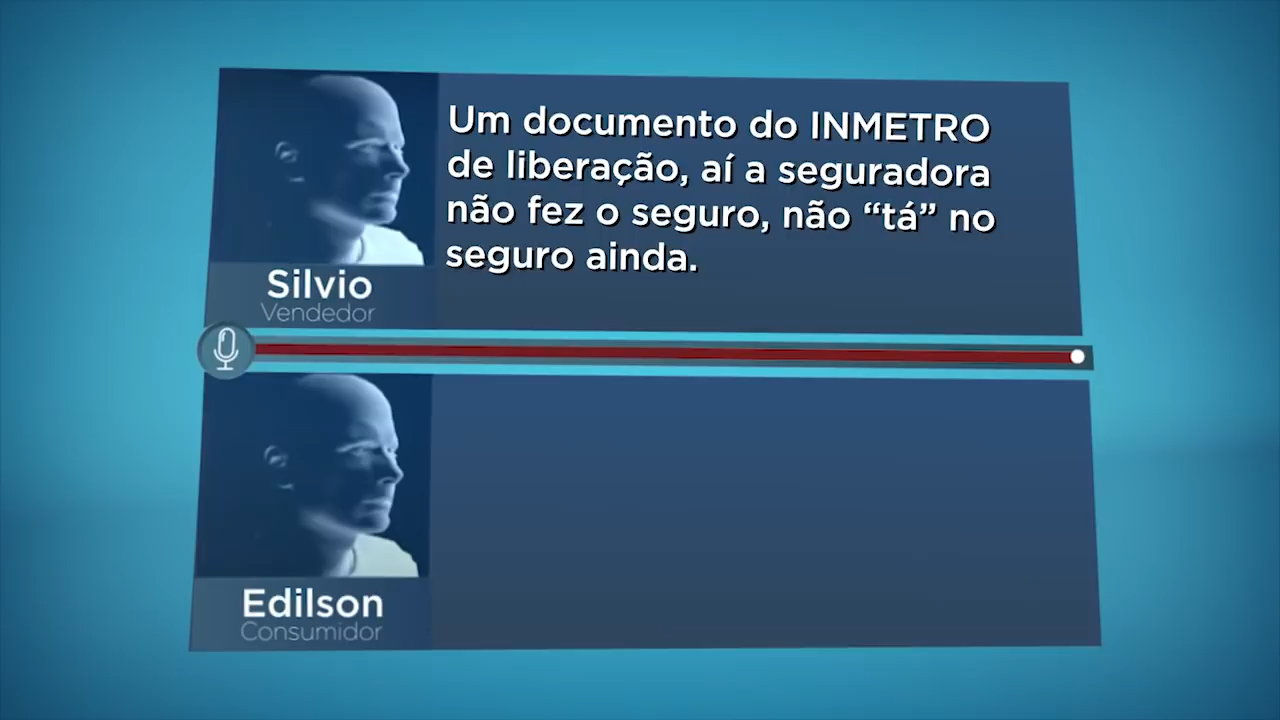 Um documento do INMETRO
de liberação, aí a seguradora
não fez o seguro, não “tá” no
seguro ainda.
Silvio
Vendedor
Edilson
Consumidor